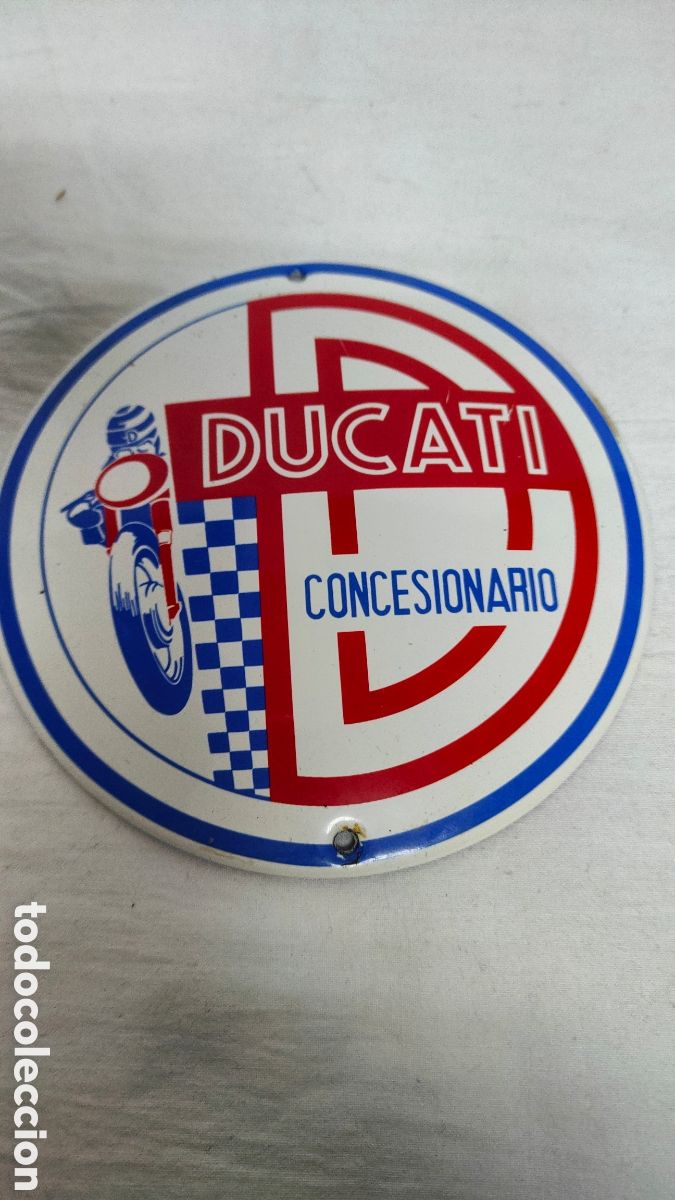 DUCATI
CONCESIONARIO
D
todocoleccion